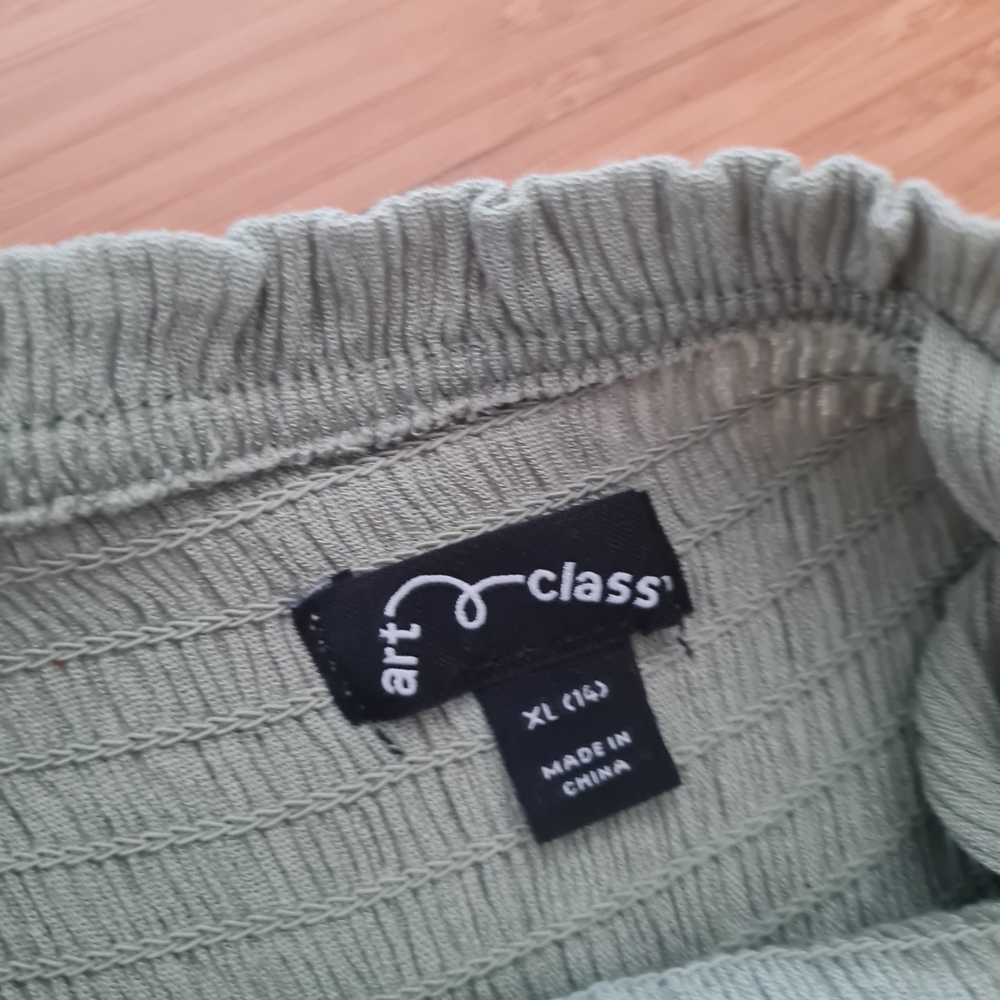 art class
XL (14)
MADE IN
CHINA